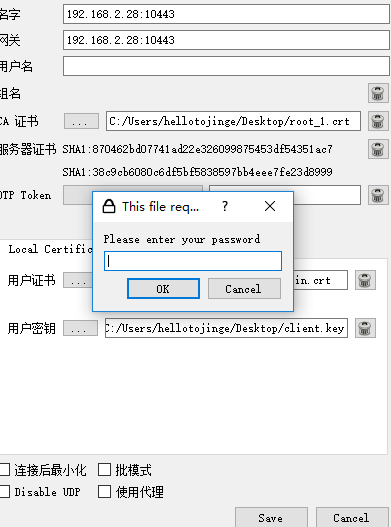 名字 192.168.2.28:10443
网关 192.168.2.28:10443
用户名
组名
CA 证书 ... C:/Users/hellotojinge/Desktop/root_1.crt
服务器证书 SHA1:870462bd07741ad22e326099875453df54351ac7
SHA1:38c9cb6080c6df5bf5838597bb4eee7fe23d8999
OTP Token
This file req... ?
Please enter your password
OK Cancel
Local Certific
用户证书 ... in.crt
用户密钥 ... C:/Users/hellotojinge/Desktop/client.key
连接后最小化 批模式
Disable UDP 使用代理
Save Cancel